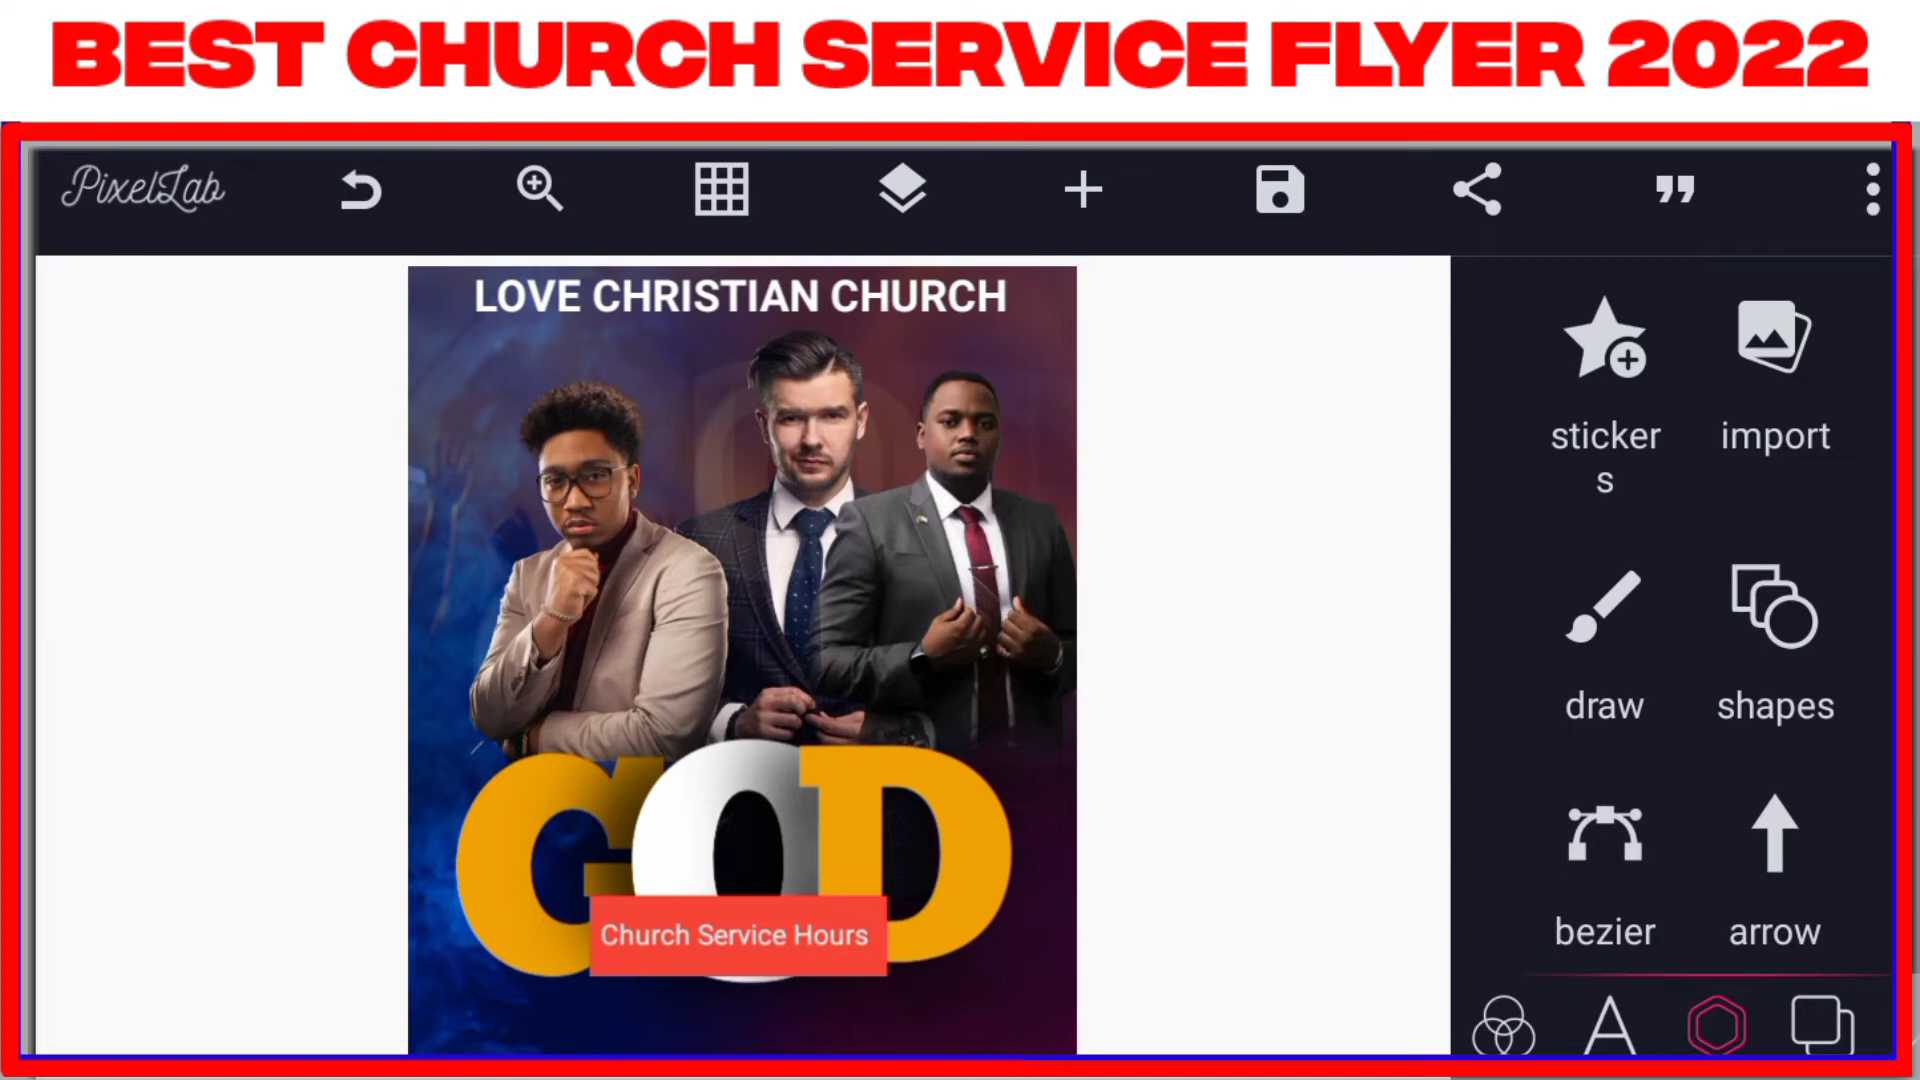 BEST CHURCH SERVICE FLYER 2022
PixelLab
LOVE CHRISTIAN CHURCH
sticker
s
import
draw
shapes
GOD
Church Service Hours
bezier
arrow